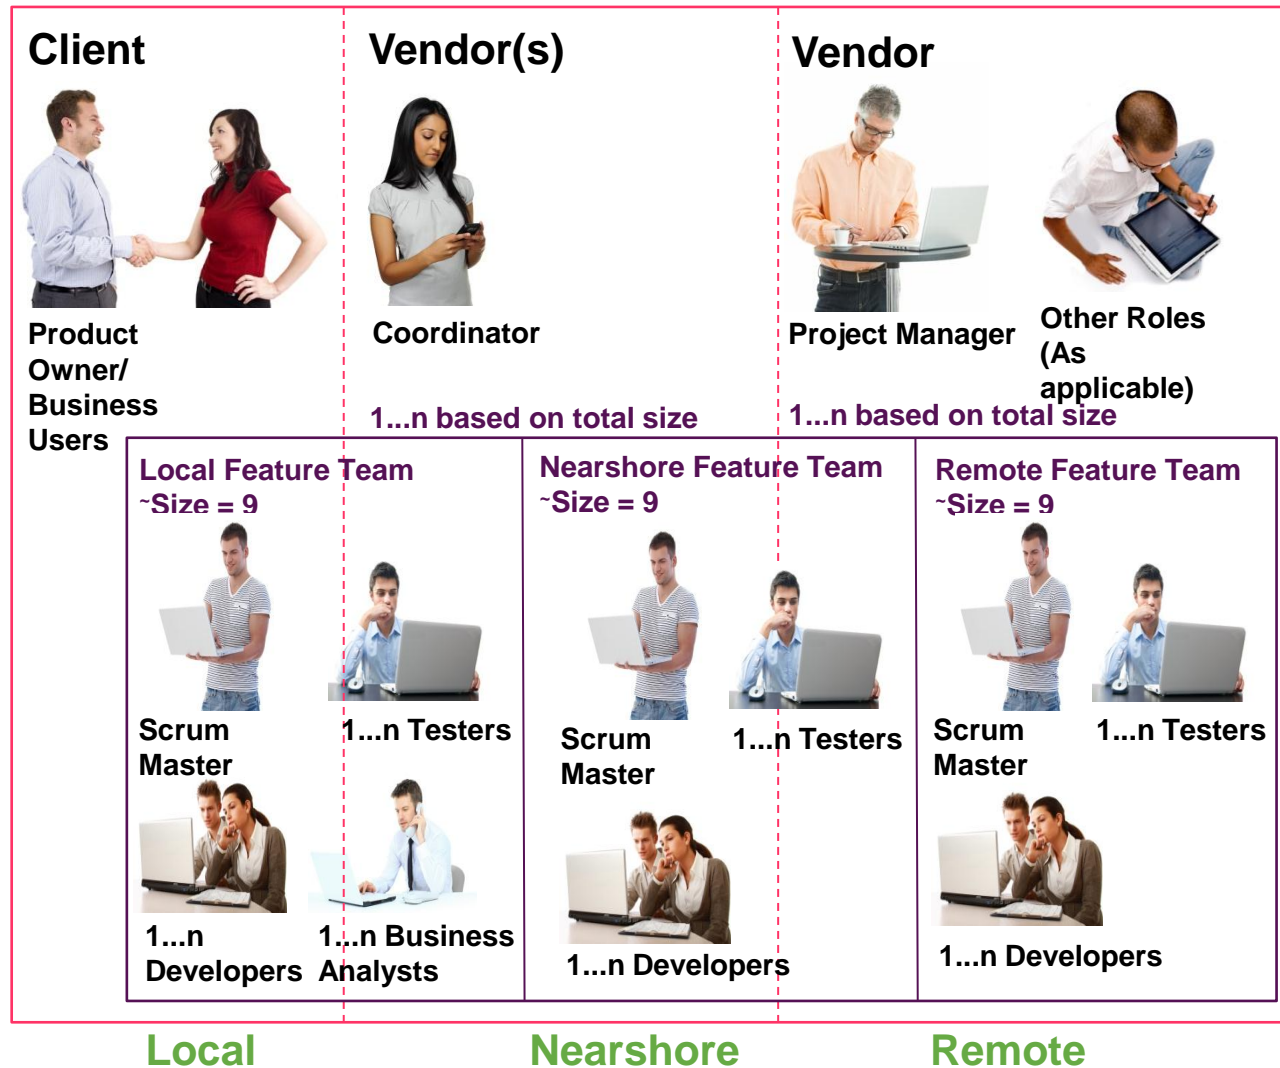 Client
Vendor(s)
Vendor
Product
Owner/
Business
Users
Coordinator
Project Manager
Other Roles
(As
applicable)
1...n based on total size
1...n based on total size
Local Feature Team
~Size = 9
Nearshore Feature Team
~Size = 9
Remote Feature Team
~Size = 9
Scrum
Master
1...n Testers
Scrum
Master
1...n Testers
Scrum
Master
1...n Testers
1...n
Developers
1...n Business
Analysts
1...n Developers
1...n Developers
Local
Nearshore
Remote